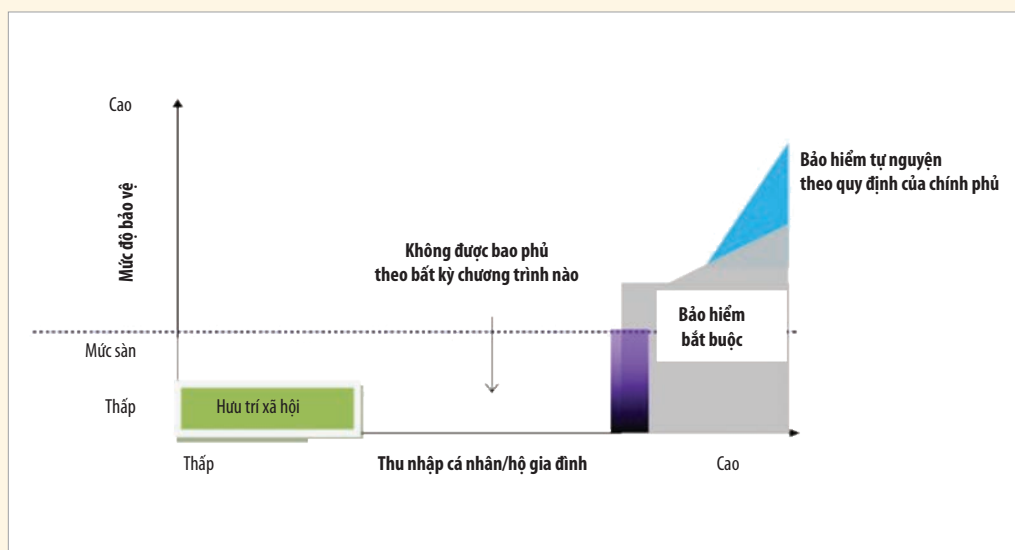 Cao
Mức độ bảo vệ
Bảo hiểm tự nguyện
theo quy định của chính phủ
Không được bao phủ
theo bất kỳ chương trình nào
Bảo hiểm
bắt buộc
Mức sàn
Thấp
Hưu trí xã hội
Thấp
Thu nhập cá nhân/hộ gia đình
Cao